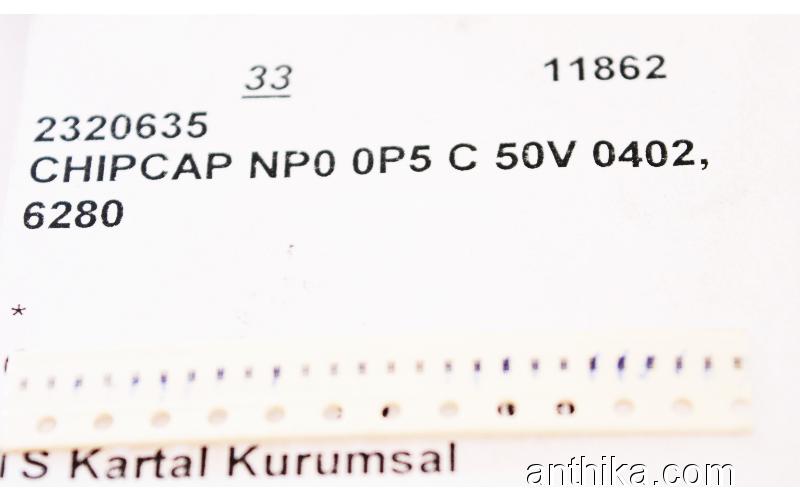 33 11862
2320635
CHIPCAP NP0 0P5 C 50V 0402,
6280
*
S Kartal Kurumsal
anthika.com